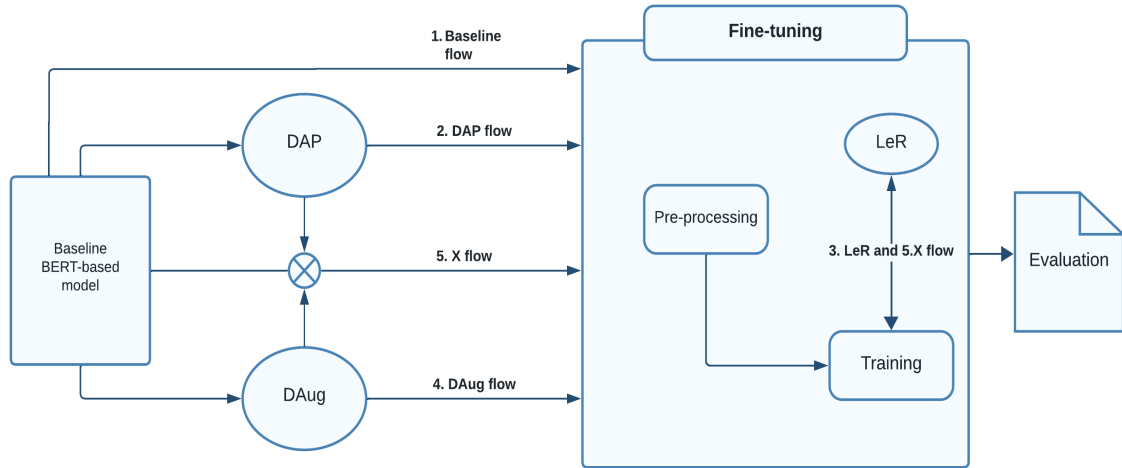 1. Baseline
flow
Fine-tuning
2. DAP flow
DAP
LeR
Pre-processing
Baseline
BERT-based
model
5. X flow
3. LeR and 5.X flow
Evaluation
4. DAug flow
DAug
Training